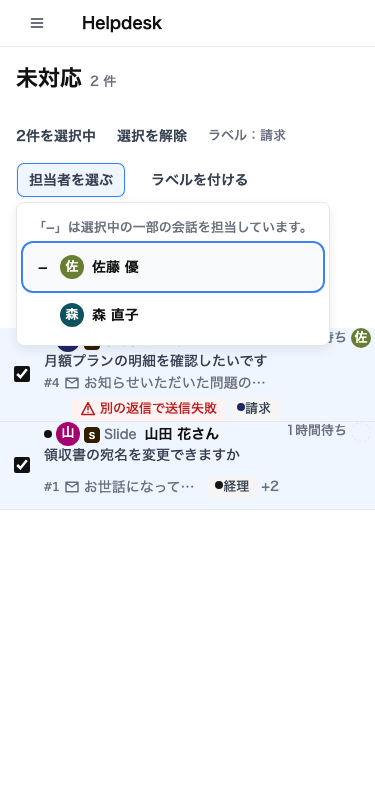 Helpdesk
未対応 2 件
2件を選択中 選択を解除 ラベル：請求
担当者を選ぶ ラベルを付ける
「–」は選択中の一部の会話を担当しています。
– 佐 佐藤 優
森 森 直子
待ち 佐
月額プランの明細を確認したいです
#4 お知らせいただいた問題の…
別の返信で送信失敗 請求
山 s Slide 山田 花さん 1時間待ち
領収書の宛名を変更できますか
#1 お世話になって… 経理 +2